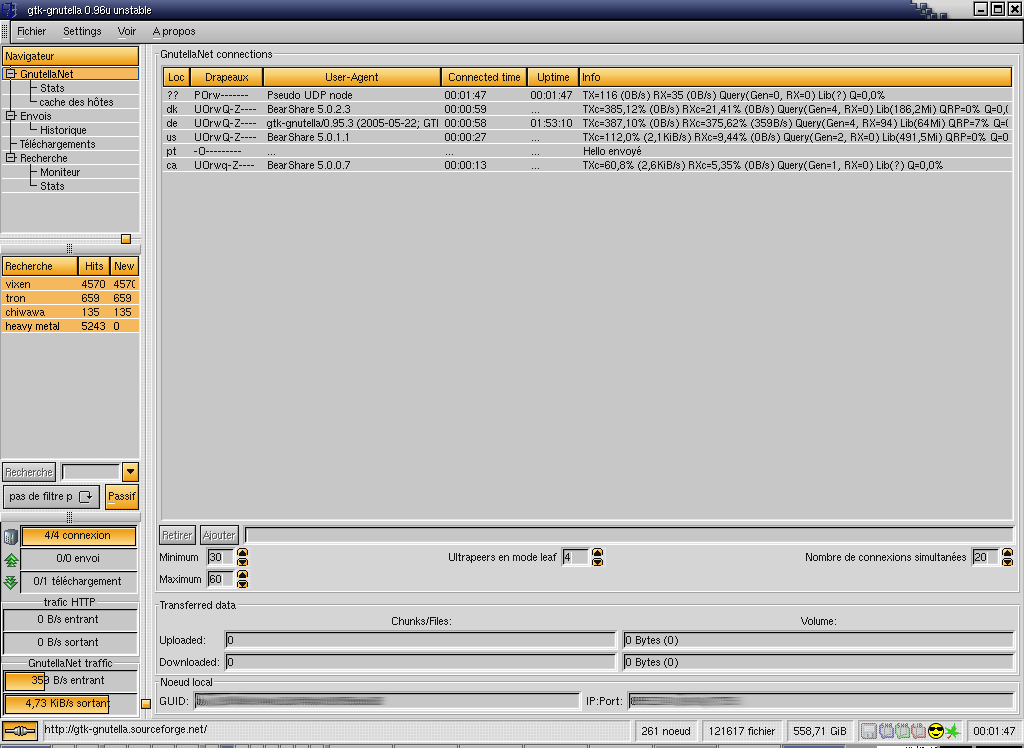 gtk-gnutella 0.96u unstable
Fichier Settings Voir A propos
Navigateur
GnutellaNet
Stats
cache des hôtes
Envois
Historique
Téléchargements
Recherche
Moniteur
Stats
Recherche Hits New
vixen 4570 457(
tron 659 659
chiwawa 135 135
heavy metal 5243 0
Recherche
pas de filtre p Passif
4/4 connexion
0/0 envoi
0/1 téléchargement
trafic HTTP
0 B/s entrant
0 B/s sortant
GnutellaNet traffic
359 B/s entrant
4,73 KiB/s sortant
GnutellaNet connections
Loc Drapeaux User-Agent Connected time Uptime Info
?? POrw------- Pseudo UDP node 00:01:47 00:01:47 TX=116 (0B/s) RX=35 (0B/s) Query(Gen=0, RX=0) Lib(?) Q=0,0%
dk UOrwQ-Z---- BearShare 5.0.2.3 00:00:59 ... TXc=385,12% (0B/s) RXc=21,41% (0B/s) Query(Gen=4, RX=0) Lib(186,2Mi) QRP=0% Q=0,(
de UOrwQ-Z---- gtk-gnutella/0.95.3 (2005-05-22; GTI 00:00:58 01:53:10 TXc=387,10% (0B/s) RXc=375,62% (359B/s) Query(Gen=4, RX=94) Lib(64Mi) QRP=7% Q=(
us UOrwQ-Z---- BearShare 5.0.1.1 00:00:27 ... TXc=112,0% (2,1KiB/s) RXc=9,44% (0B/s) Query(Gen=2, RX=0) Lib(491,5Mi) QRP=0% Q=0
pt -O--------- ... ... ... Hello envoyé
ca UOrwq-Z---- BearShare 5.0.0.7 00:00:13 ... TXc=60,8% (2,6KiB/s) RXc=5,35% (0B/s) Query(Gen=1, RX=0) Lib(?) Q=0,0%
Retirer Ajouter
Minimum 30 Ultrapeers en mode leaf 4 Nombre de connexions simultanées 20
Maximum 60
Transferred data
Chunks/Files: Volume:
Uploaded: 0 0 Bytes (0)
Downloaded: 0 0 Bytes (0)
Noeud local
GUID: IP:Port:
http://gtk-gnutella.sourceforge.net/ 261 noeud 121617 fichier 558,71 GiB 00:01:47